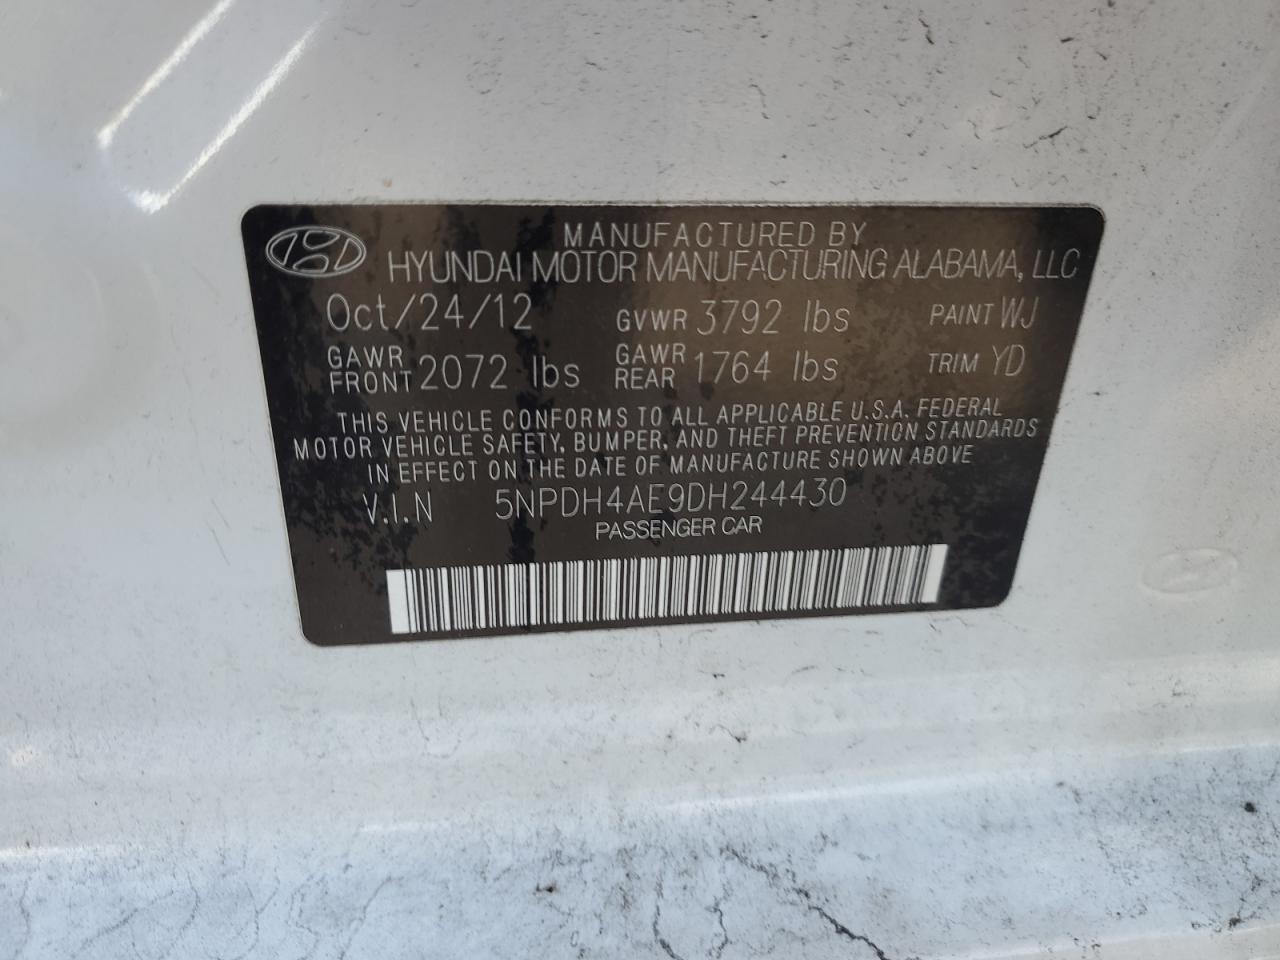 MANUFACTURED BY
HYUNDAI MOTOR MANUFACTURING ALABAMA, LLC
Oct/24/12 GVWR 3792 lbs PAINT WJ
GAWR FRONT 2072 lbs GAWR REAR 1764 lbs TRIM YD
THIS VEHICLE CONFORMS TO ALL APPLICABLE U.S.A. FEDERAL
MOTOR VEHICLE SAFETY, BUMPER, AND THEFT PREVENTION STANDARDS
IN EFFECT ON THE DATE OF MANUFACTURE SHOWN ABOVE
V.I.N 5NPDH4AE9DH244430
PASSENGER CAR